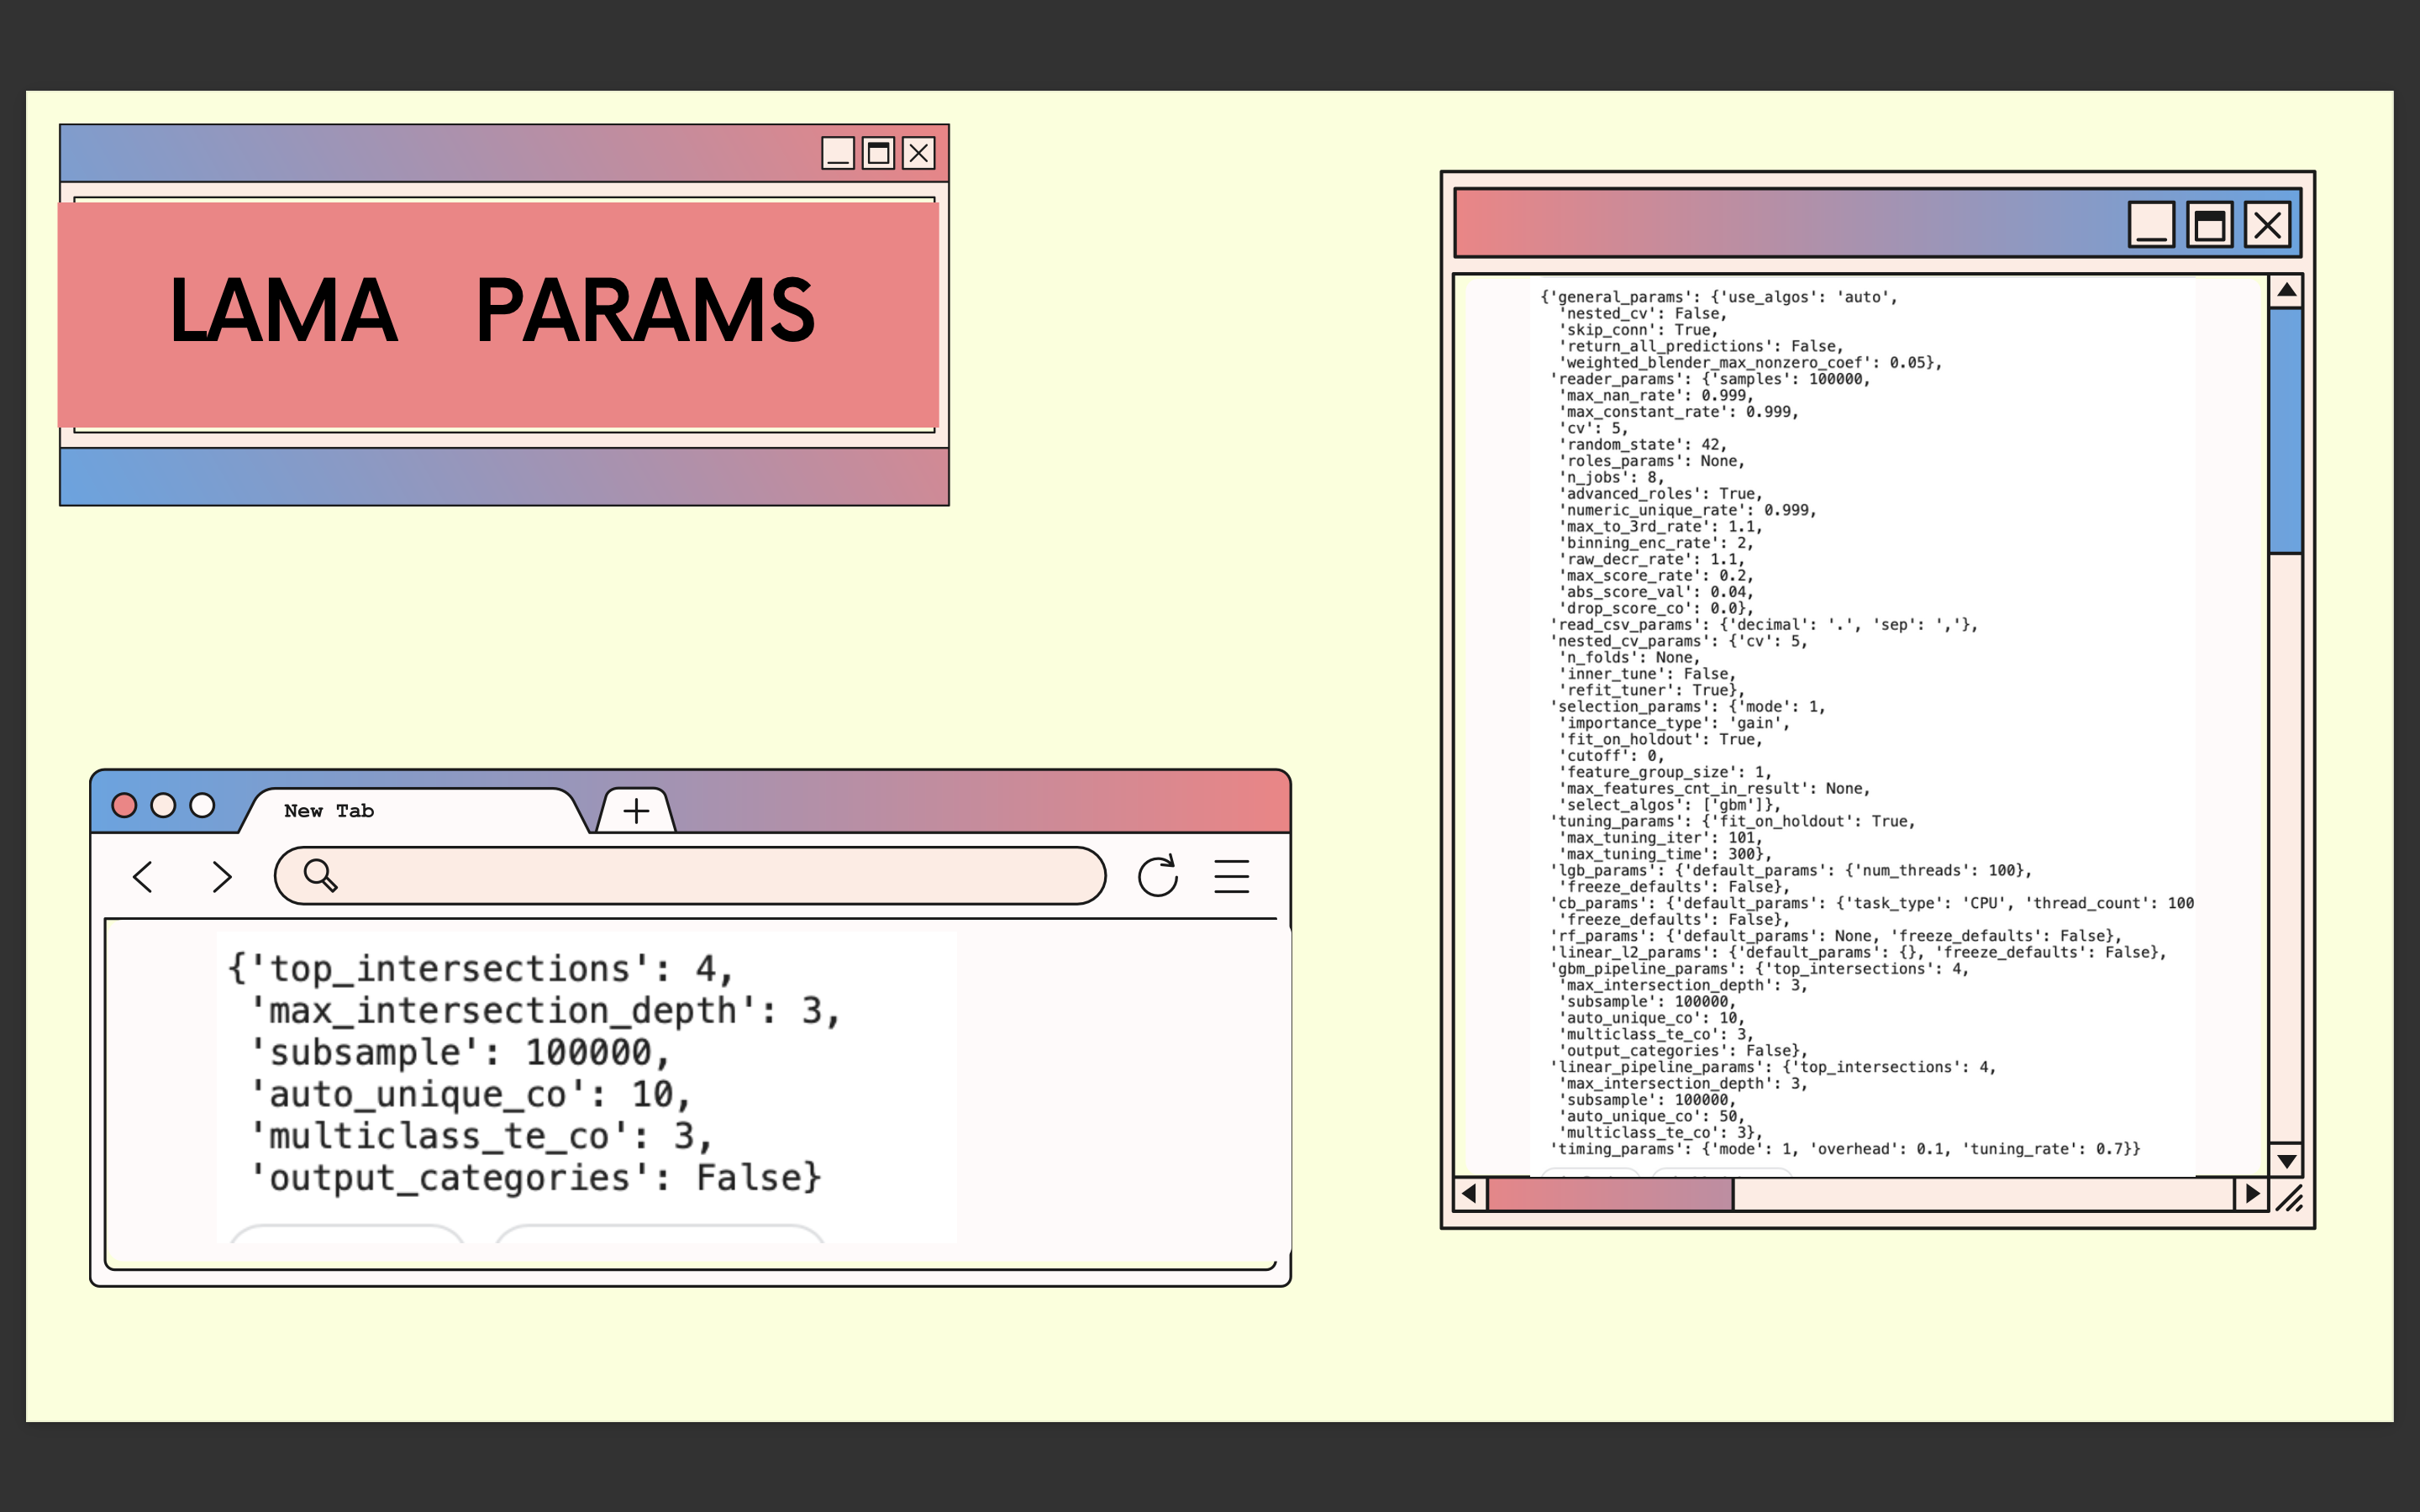 LAMA PARAMS
New Tab
{'top_intersections': 4,
'max_intersection_depth': 3,
'subsample': 100000,
'auto_unique_co': 10,
'multiclass_te_co': 3,
'output_categories': False}
{'general_params': {'use_algos': 'auto',
'nested_cv': False,
'skip_conn': True,
'return_all_predictions': False,
'weighted_blender_max_nonzero_coef': 0.05},
'reader_params': {'samples': 100000,
'max_nan_rate': 0.999,
'max_constant_rate': 0.999,
'cv': 5,
'random_state': 42,
'roles_params': None,
'n_jobs': 8,
'advanced_roles': True,
'numeric_unique_rate': 0.999,
'max_to_3rd_rate': 1.1,
'binning_enc_rate': 2,
'raw_decr_rate': 1.1,
'max_score_rate': 0.2,
'abs_score_val': 0.04,
'drop_score_co': 0.0},
'read_csv_params': {'decimal': '.', 'sep': ','},
'nested_cv_params': {'cv': 5,
'n_folds': None,
'inner_tune': False,
'refit_tuner': True},
'selection_params': {'mode': 1,
'importance_type': 'gain',
'fit_on_holdout': True,
'cutoff': 0,
'feature_group_size': 1,
'max_features_cnt_in_result': None,
'select_algos': ['gbm']},
'tuning_params': {'fit_on_holdout': True,
'max_tuning_iter': 101,
'max_tuning_time': 300},
'lgb_params': {'default_params': {'num_threads': 100},
'freeze_defaults': False},
'cb_params': {'default_params': {'task_type': 'CPU', 'thread_count': 100
'freeze_defaults': False},
'rf_params': {'default_params': None, 'freeze_defaults': False},
'linear_l2_params': {'default_params': {}, 'freeze_defaults': False},
'gbm_pipeline_params': {'top_intersections': 4,
'max_intersection_depth': 3,
'subsample': 100000,
'auto_unique_co': 10,
'multiclass_te_co': 3,
'output_categories': False},
'linear_pipeline_params': {'top_intersections': 4,
'max_intersection_depth': 3,
'subsample': 100000,
'auto_unique_co': 50,
'multiclass_te_co': 3},
'timing_params': {'mode': 1, 'overhead': 0.1, 'tuning_rate': 0.7}}